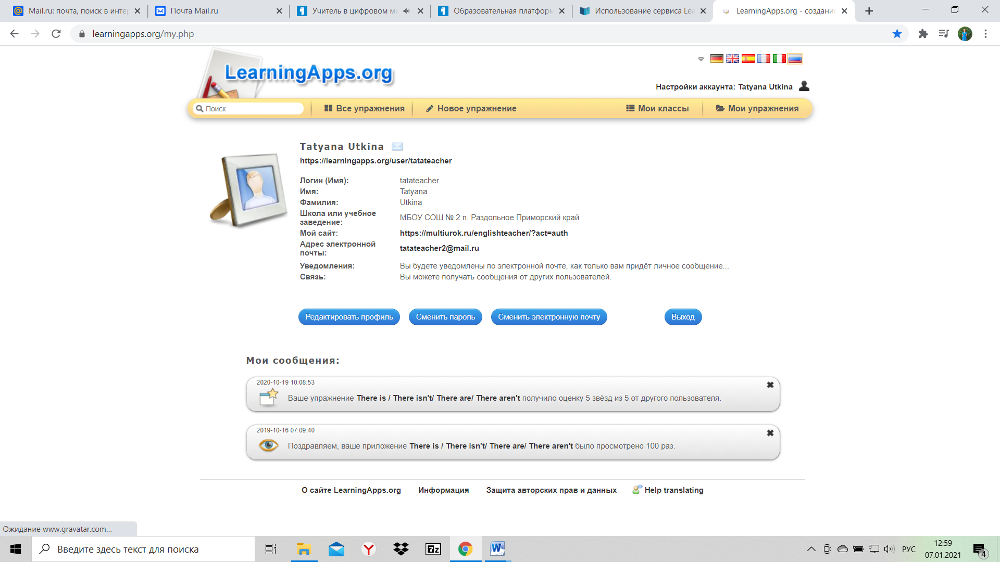 Mail.ru: почта, поиск в интер
Почта Mail.ru
Учитель в цифровом ми
Образовательная платформ
Использование сервиса Lea
LearningApps.org - создание
learningapps.org/my.php
LearningApps.org
Настройки аккаунта: Tatyana Utkina
Поиск
Все упражнения
Новое упражнение
Мои классы
Мои упражнения
Tatyana Utkina
https://learningapps.org/user/tatateacher
Логин (Имя): tatateacher
Имя: Tatyana
Фамилия: Utkina
Школа или учебное
заведение:
МБОУ СОШ № 2 п. Раздольное Приморский край
Мой сайт: https://multiurok.ru/englishteacher/?act=auth
Адрес электронной
почты:
tatateacher2@mail.ru
Уведомления: Вы будете уведомлены по электронной почте, как только вам придёт личное сообщение...
Связь: Вы можете получать сообщения от других пользователей.
Редактировать профиль
Сменить пароль
Сменить электронную почту
Выход
Мои сообщения:
2020-10-19 10:08:53
Ваше упражнение There is / There isn't/ There are/ There aren't получило оценку 5 звёзд из 5 от другого пользователя.
2019-10-16 07:09:40
Поздравляем, ваше приложение There is / There isn't/ There are/ There aren't было просмотрено 100 раз.
О сайте LearningApps.org
Информация
Защита авторских прав и данных
Help translating
Ожидание www.gravatar.com...
Введите здесь текст для поиска
7z
W
РУС
12:59
07.01.2021
4